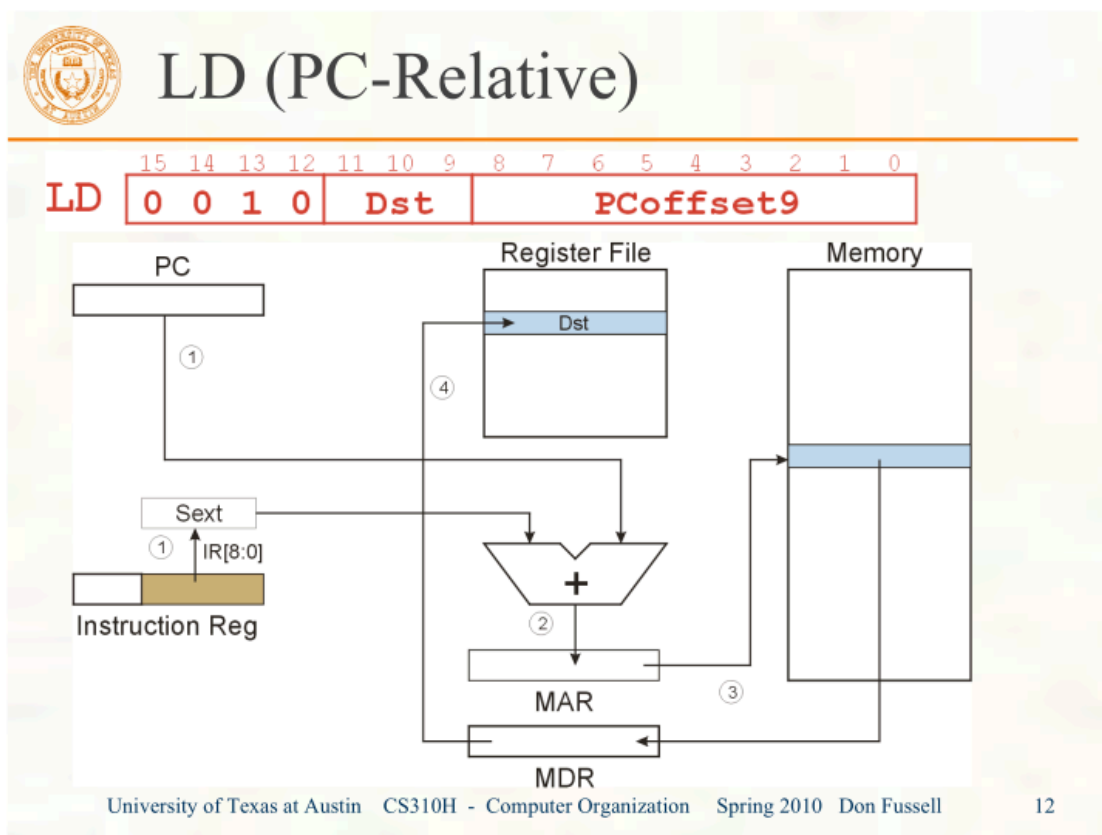 LD (PC-Relative)
15 14 13 12 11 10 9 8 7 6 5 4 3 2 1 0
LD 0 0 1 0 Dst PCoffset9
PC
Register File
Memory
Dst
1
4
Sext
1
IR[8:0]
+
Instruction Reg
2
MAR
3
MDR
University of Texas at Austin CS310H - Computer Organization Spring 2010 Don Fussell 12